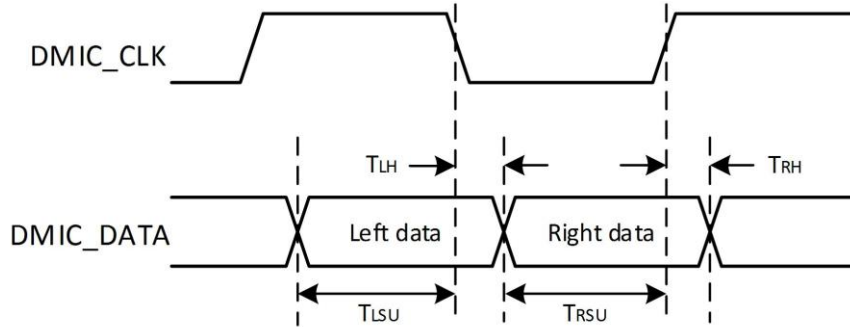 DMIC_CLK
TLH
TRH
DMIC_DATA
Left data
Right data
TLSU
TRSU